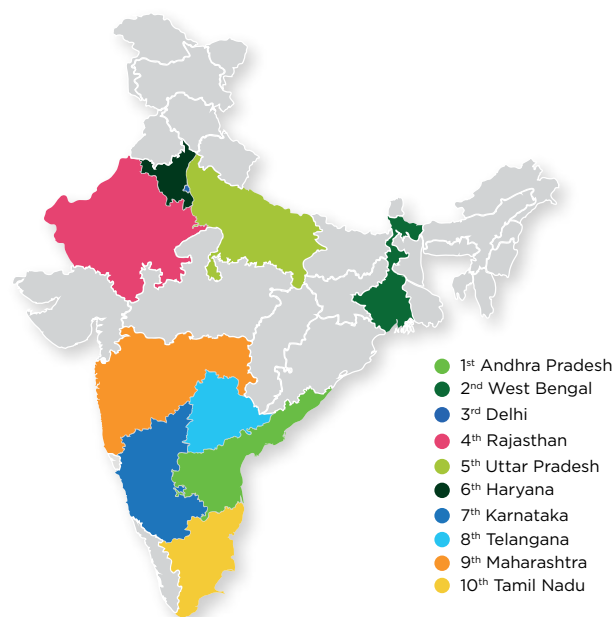 1st Andhra Pradesh
2nd West Bengal
3rd Delhi
4th Rajasthan
5th Uttar Pradesh
6th Haryana
7th Karnataka
8th Telangana
9th Maharashtra
10th Tamil Nadu